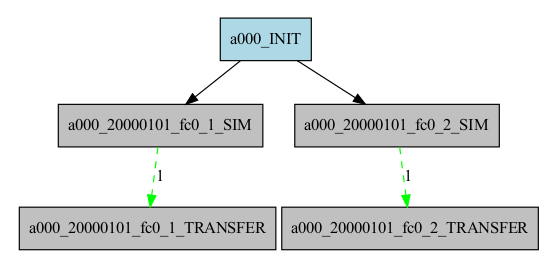 a000_INIT
a000_20000101_fc0_1_SIM
a000_20000101_fc0_2_SIM
1
1
a000_20000101_fc0_1_TRANSFER
a000_20000101_fc0_2_TRANSFER